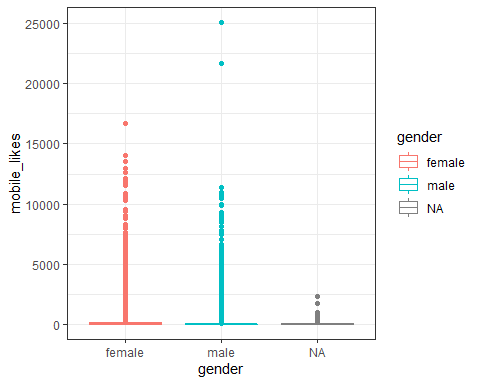 25000
20000
15000
10000
5000
0
mobile_likes
female male NA
gender
gender
female
male
NA